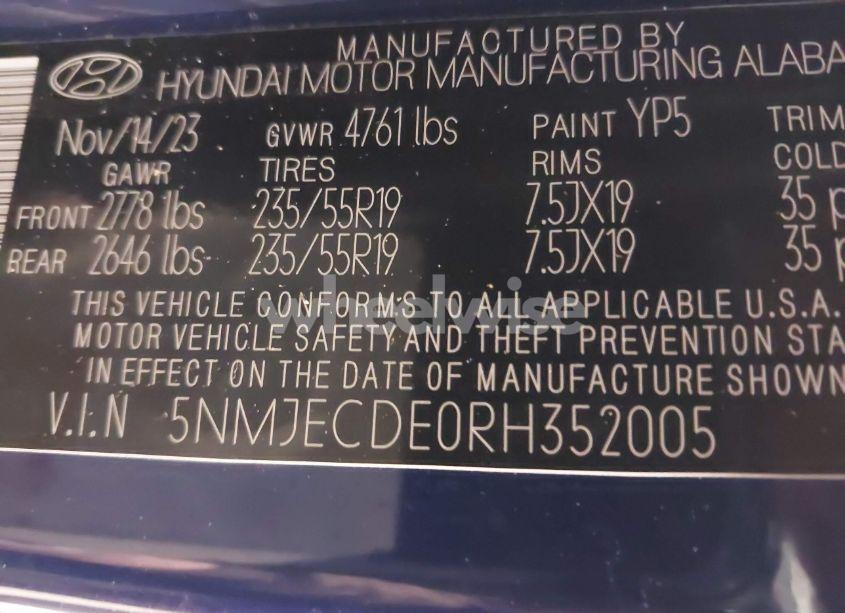 MANUFACTURED BY
HYUNDAI MOTOR MANUFACTURING ALABA
Nov/14/23 GVWR 4761 lbs PAINT YP5 TRIM
GAWR TIRES RIMS COLD
FRONT 2778 lbs 235/55R19 7.5JX19 35 p
REAR 2646 lbs 235/55R19 7.5JX19 35 p
THIS VEHICLE CONFORMS TO ALL APPLICABLE U.S.A.
MOTOR VEHICLE SAFETY AND THEFT PREVENTION STA
IN EFFECT ON THE DATE OF MANUFACTURE SHOWN
V.I.N 5NMJECDE0RH352005
wheelwise